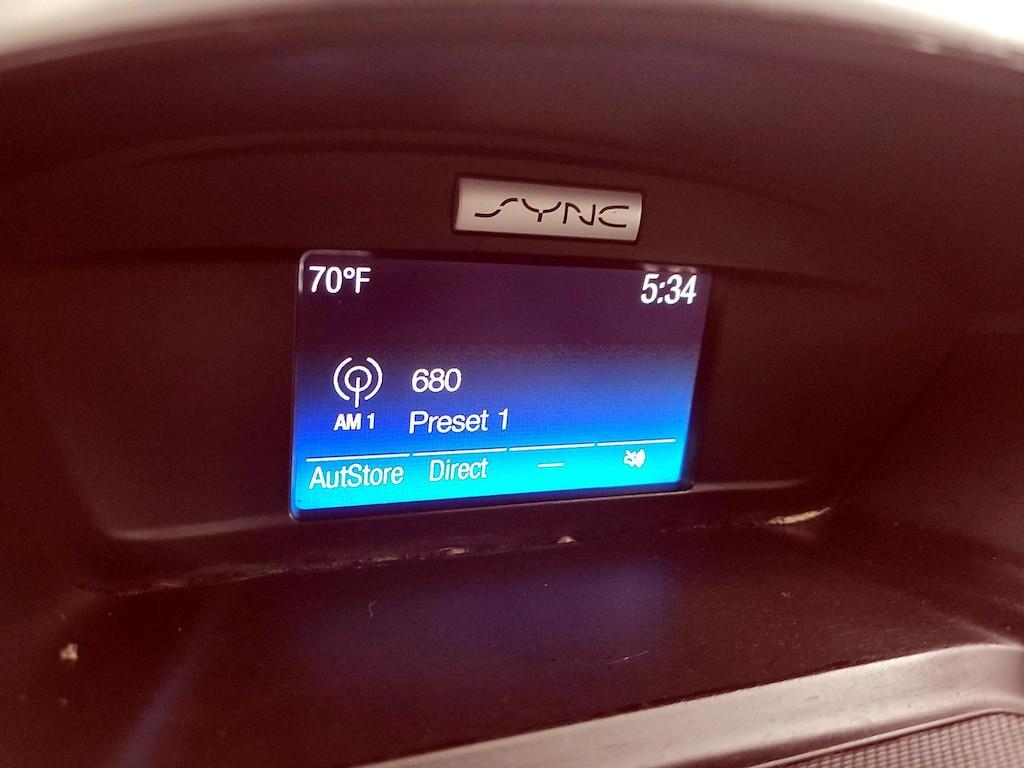 SYNC
70°F 5:34
680
AM 1 Preset 1
AutStore Direct —